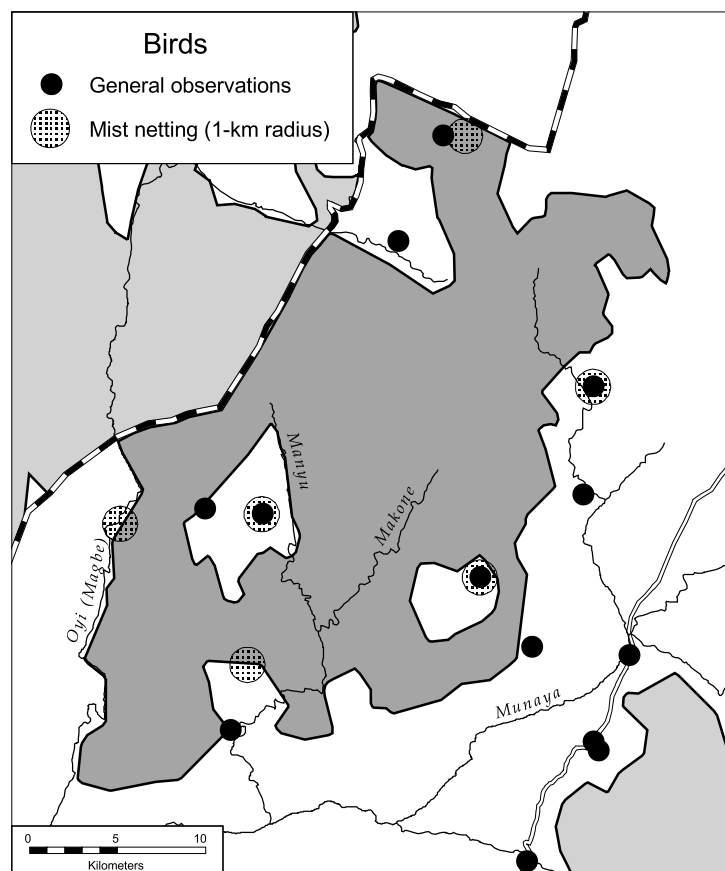 Birds
General observations
Mist netting (1-km radius)
Manyu
Makone
Oyi (Magbe)
Munaya
0 5 10
Kilometers